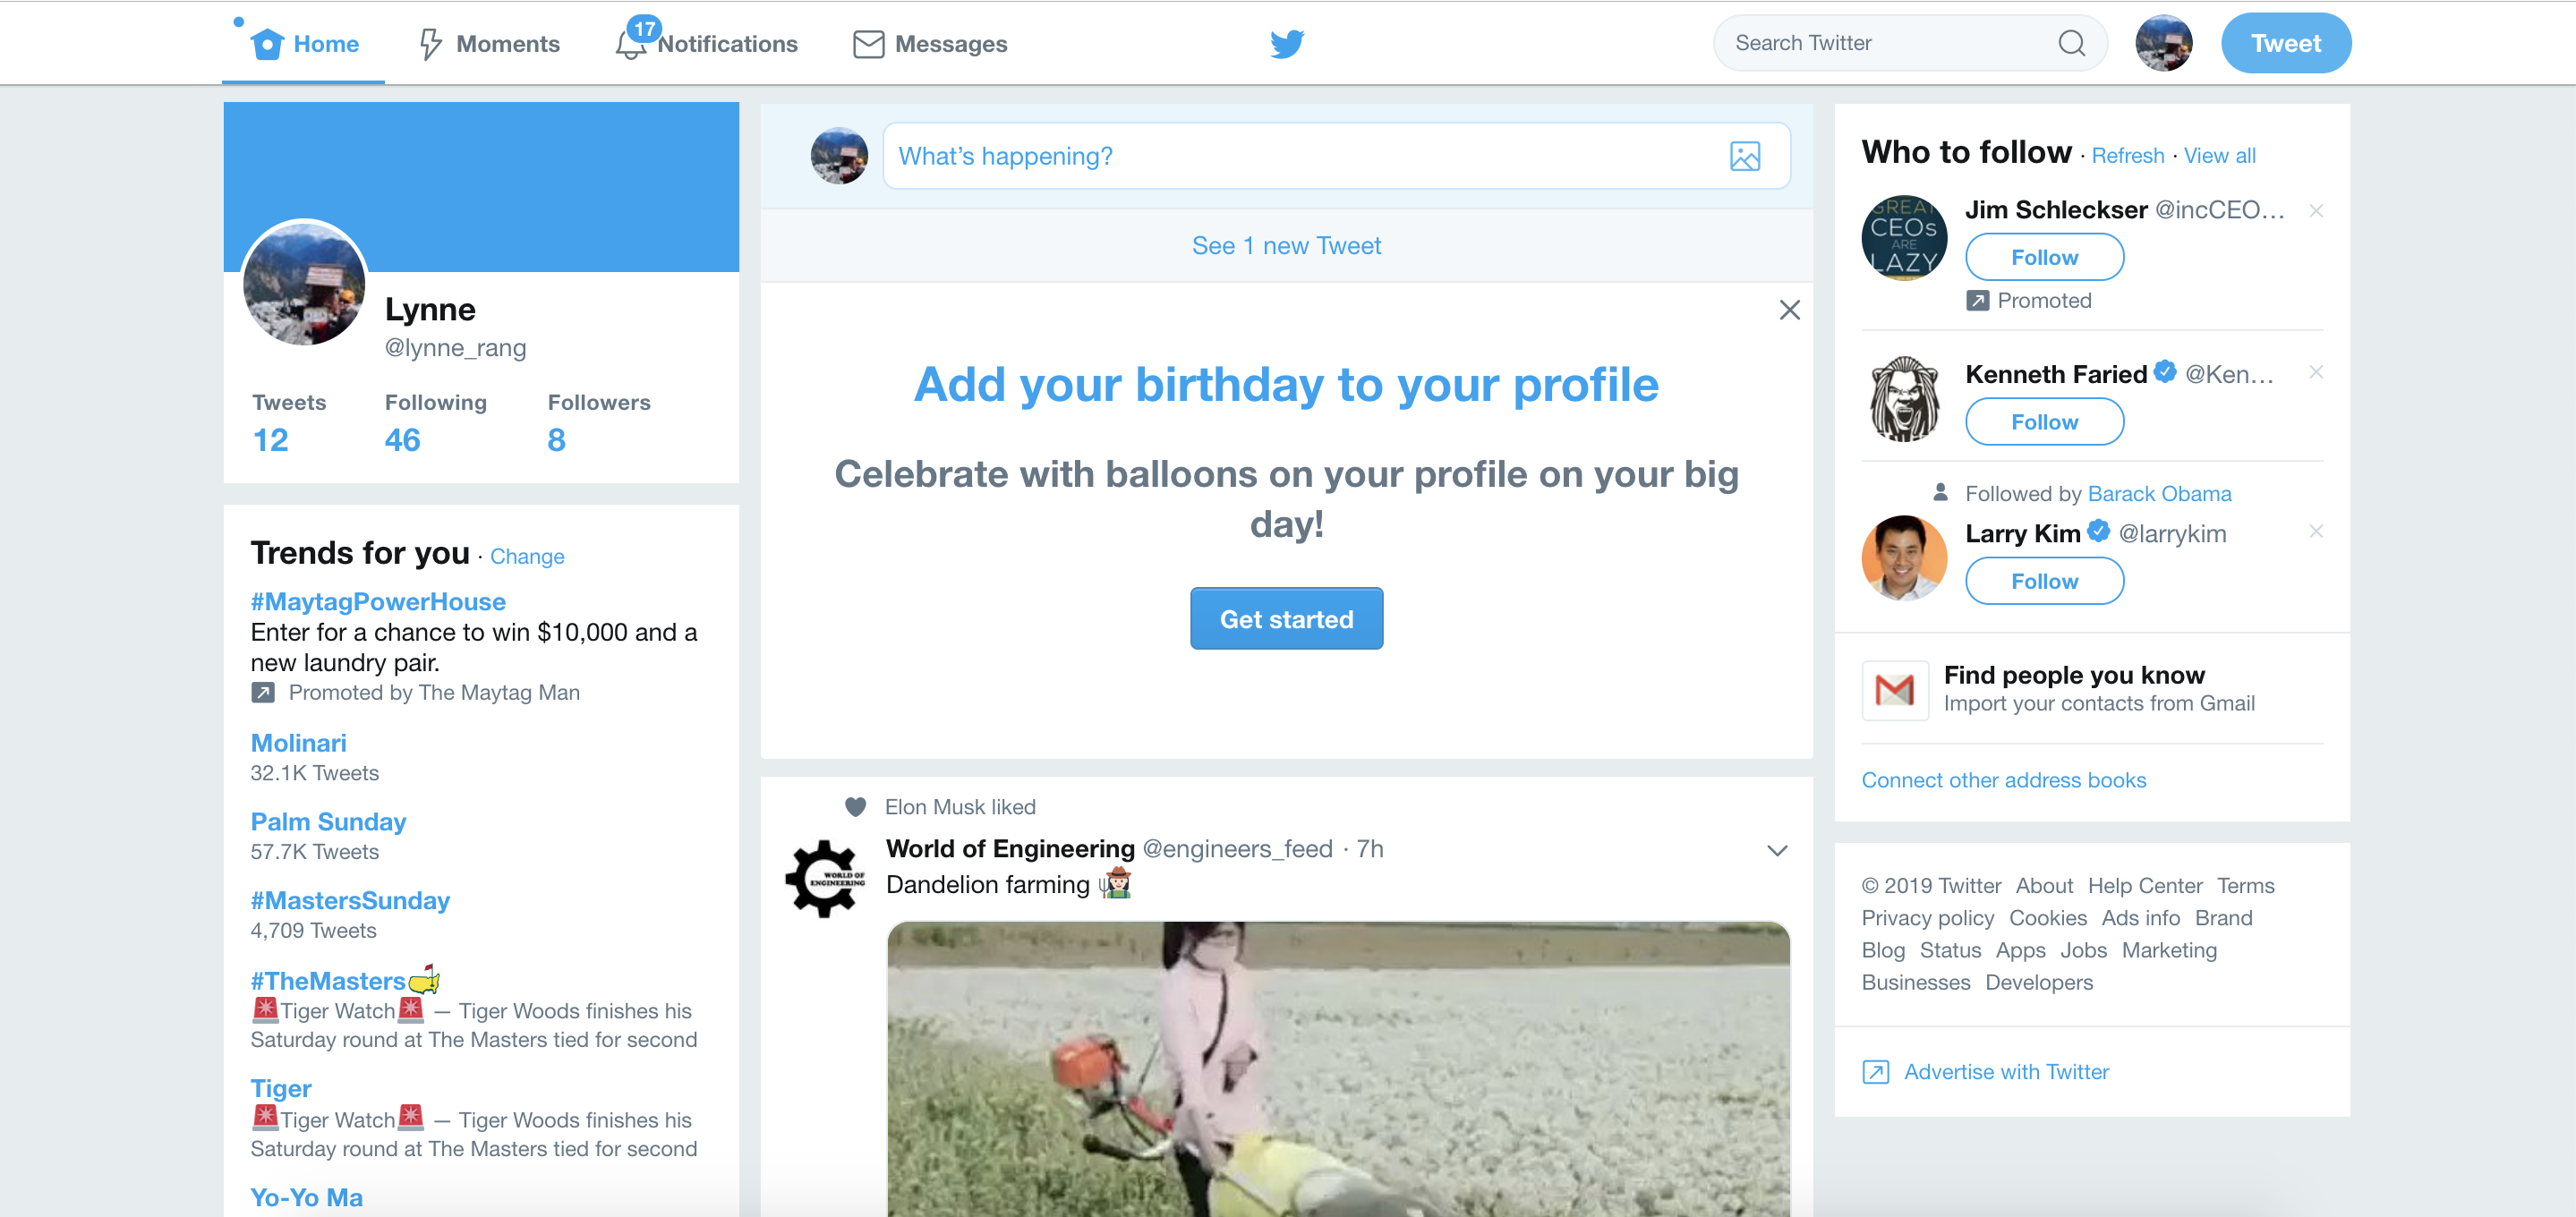 Home
Moments
17
Notifications
Messages
Search Twitter
Tweet
Lynne
@lynne_rang
Tweets Following Followers
12 46 8
Trends for you · Change
#MaytagPowerHouse
Enter for a chance to win $10,000 and a
new laundry pair.
Promoted by The Maytag Man
Molinari
32.1K Tweets
Palm Sunday
57.7K Tweets
#MastersSunday
4,709 Tweets
#TheMasters
🚨Tiger Watch🚨 — Tiger Woods finishes his
Saturday round at The Masters tied for second
Tiger
🚨Tiger Watch🚨 — Tiger Woods finishes his
Saturday round at The Masters tied for second
Yo-Yo Ma
What's happening?
See 1 new Tweet
Add your birthday to your profile
Celebrate with balloons on your profile on your big
day!
Get started
Elon Musk liked
WORLD OF
ENGINEERING
World of Engineering @engineers_feed · 7h
Dandelion farming 👩🏻‍🌾
Who to follow · Refresh · View all
GREAT
CEOs
ARE
LAZY
Jim Schleckser @incCEO...
Follow
Promoted
Kenneth Faried @Ken...
Follow
Followed by Barack Obama
Larry Kim @larrykim
Follow
Find people you know
Import your contacts from Gmail
Connect other address books
© 2019 Twitter About Help Center Terms
Privacy policy Cookies Ads info Brand
Blog Status Apps Jobs Marketing
Businesses Developers
Advertise with Twitter